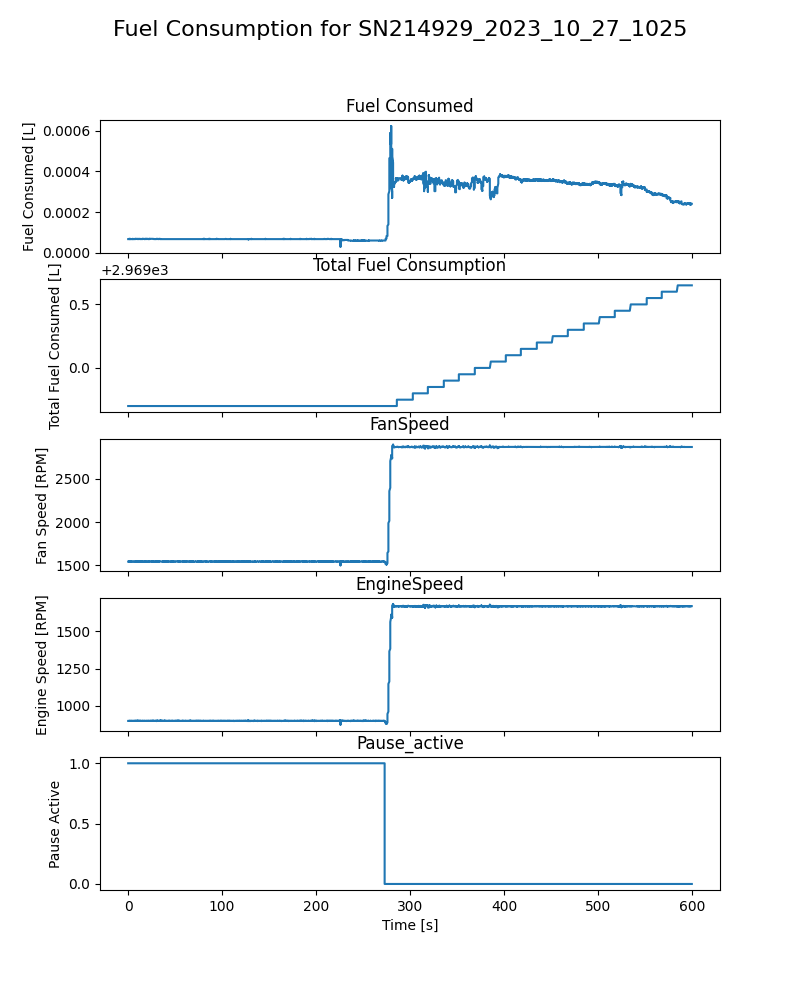 Fuel Consumption for SN214929_2023_10_27_1025
Fuel Consumed
Fuel Consumed [L]
0.0006
0.0004
0.0002
0.0000
+2.969e3
Total Fuel Consumption
Total Fuel Consumed [L]
0.5
0.0
FanSpeed
Fan Speed [RPM]
2500
2000
1500
EngineSpeed
Engine Speed [RPM]
1500
1250
1000
Pause_active
Pause Active
1.0
0.5
0.0
0 100 200 300 400 500 600
Time [s]